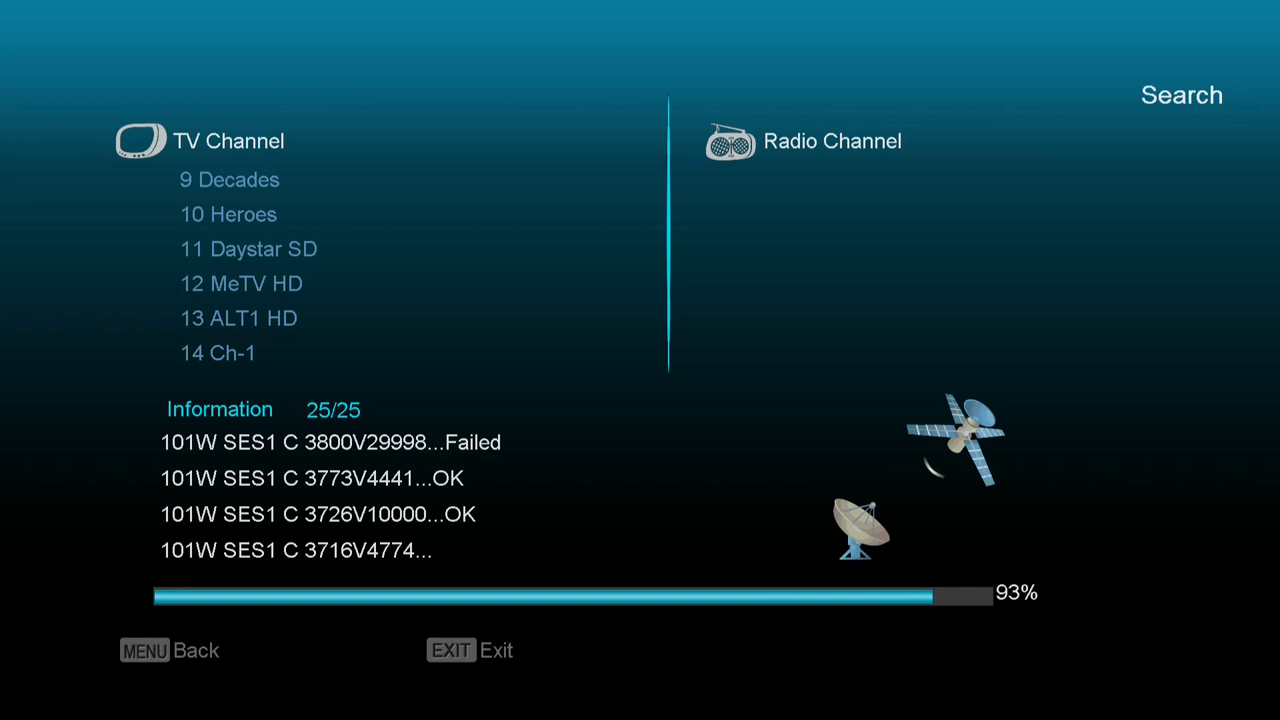 Search
TV Channel
9 Decades
10 Heroes
11 Daystar SD
12 MeTV HD
13 ALT1 HD
14 Ch-1
Radio Channel
Information 25/25
101W SES1 C 3800V29998...Failed
101W SES1 C 3773V4441...OK
101W SES1 C 3726V10000...OK
101W SES1 C 3716V4774...
93%
MENU Back
EXIT Exit